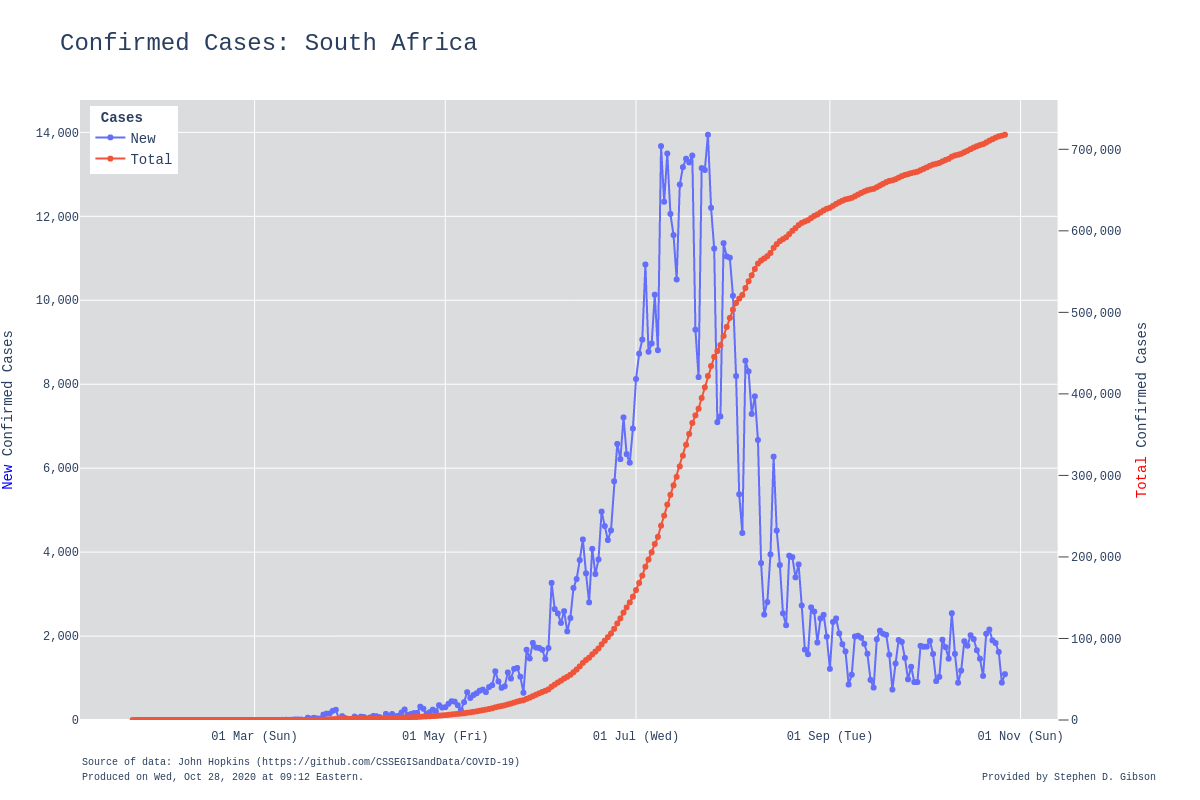 Confirmed Cases: South Africa
Cases
New
Total
14,000
12,000
10,000
8,000
6,000
4,000
2,000
0
New Confirmed Cases
700,000
600,000
500,000
400,000
300,000
200,000
100,000
0
Total Confirmed Cases
01 Mar (Sun)
01 May (Fri)
01 Jul (Wed)
01 Sep (Tue)
01 Nov (Sun)
Source of data: John Hopkins (https://github.com/CSSEGISandData/COVID-19)
Produced on Wed, Oct 28, 2020 at 09:12 Eastern.
Provided by Stephen D. Gibson